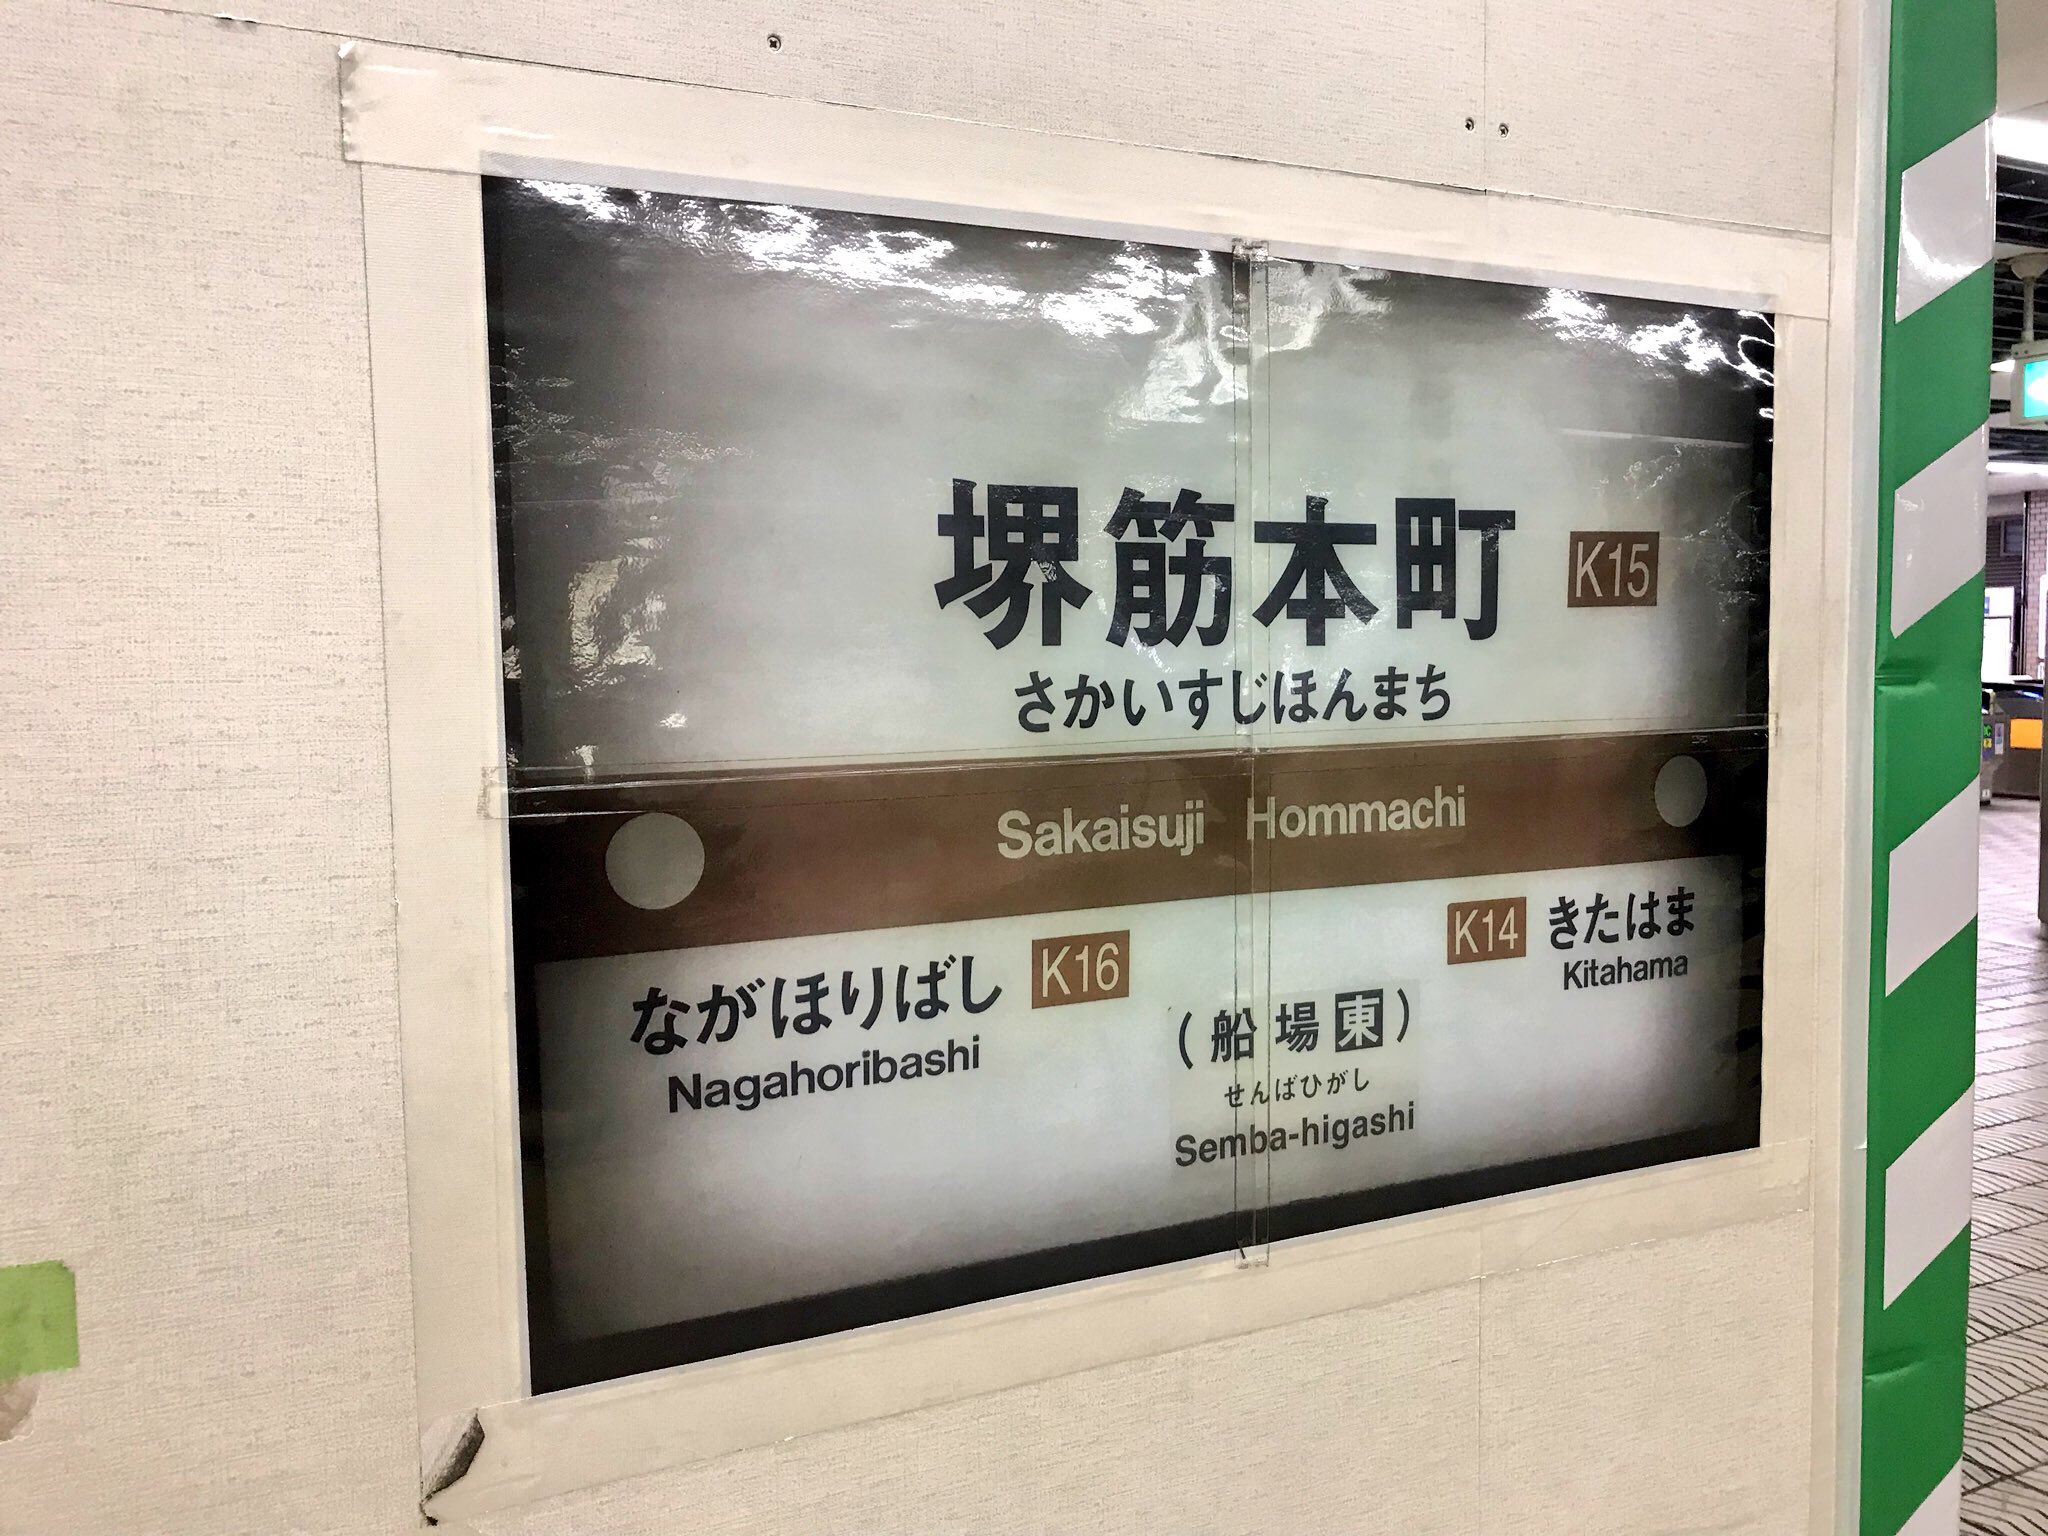 堺筋本町 K15
さかいすじほんまち
Sakaisuji Hommachi
ながほりばし K16
Nagahoribashi
K14 きたはま
Kitahama
(船場東)
せんばひがし
Semba-higashi